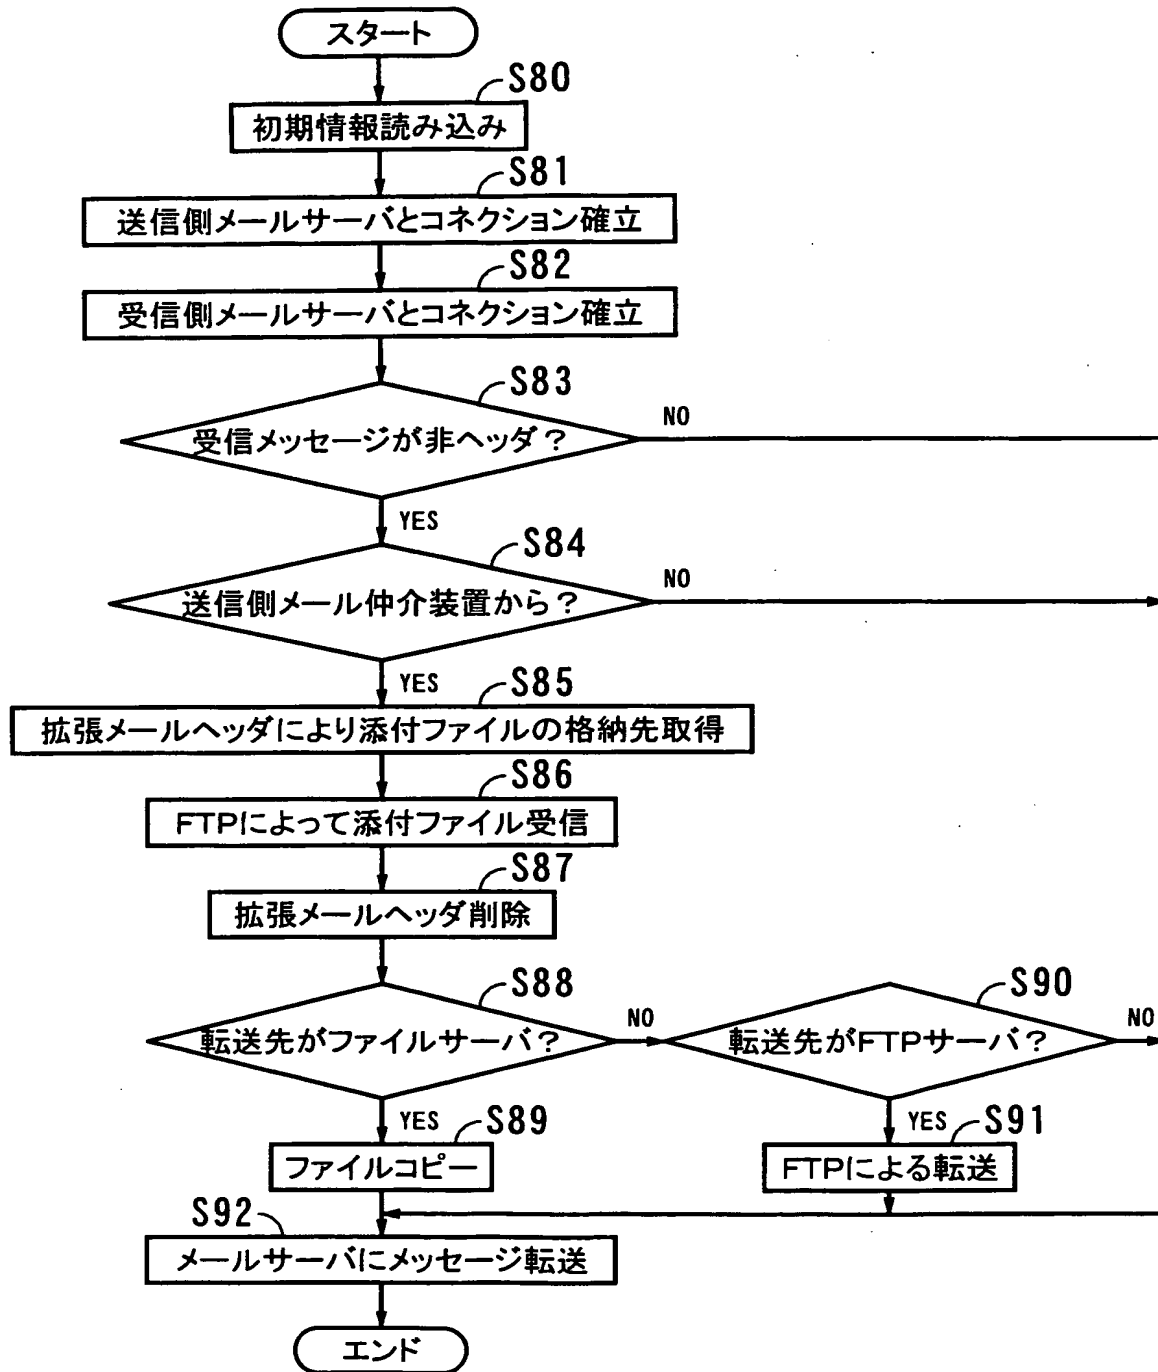 スタート
S80
初期情報読み込み
S81
送信側メールサーバとコネクション確立
S82
受信側メールサーバとコネクション確立
S83
受信メッセージが非ヘッダ?
NO
YES
S84
送信側メール仲介装置から?
NO
YES
S85
拡張メールヘッダにより添付ファイルの格納先取得
S86
FTPによって添付ファイル受信
S87
拡張メールヘッダ削除
S88
転送先がファイルサーバ?
NO
S90
転送先がFTPサーバ?
NO
YES
S89
ファイルコピー
YES
S91
FTPによる転送
S92
メールサーバにメッセージ転送
エンド